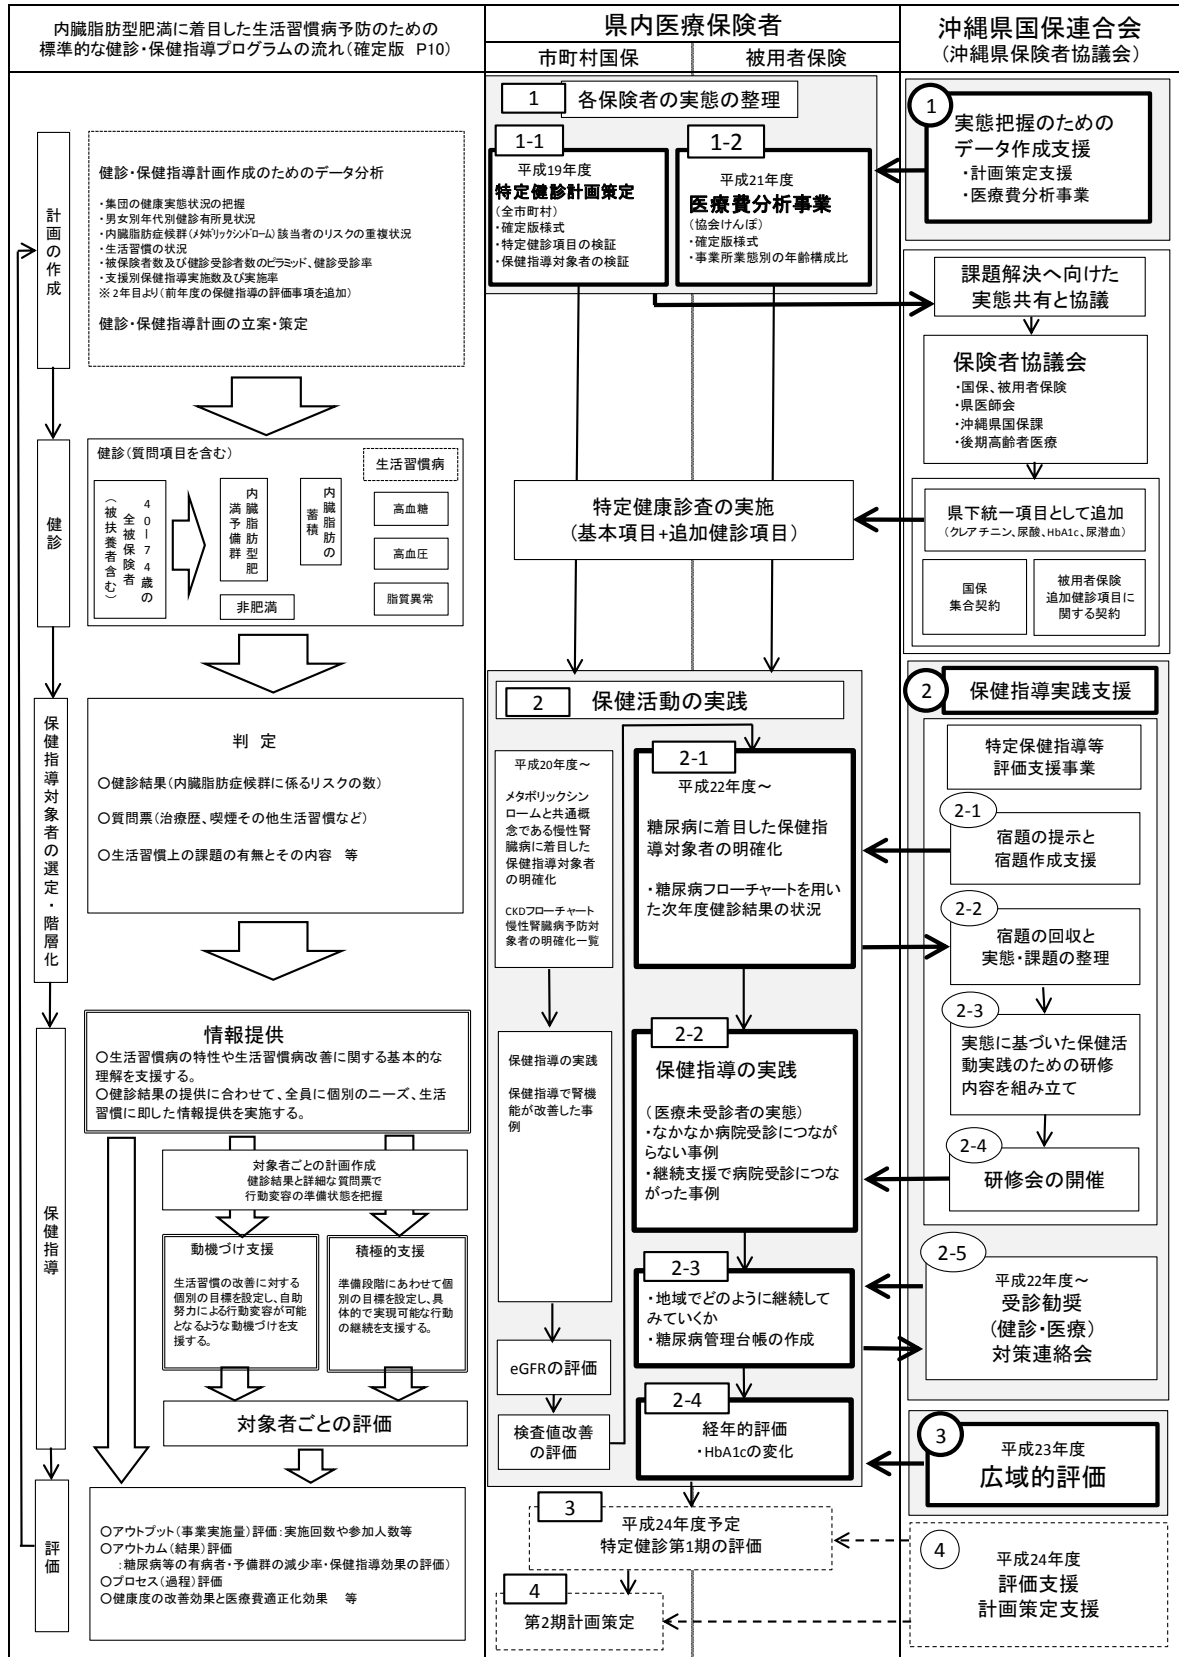 内臓脂肪型肥満に着目した生活習慣病予防のための
標準的な健診・保健指導プログラムの流れ(確定版 P10)
県内医療保険者
市町村国保
被用者保険
沖縄県国保連合会
(沖縄県保険者協議会)
計画の作成
健診・保健指導計画作成のためのデータ分析
・集団の健康実態状況の把握
・男女別年代別健診有所見状況
・内臓脂肪症候群(メタボリックシンドローム)該当者のリスクの重複状況
・生活習慣の状況
・被保険者数及び健診受診者数のピラミッド、健診受診率
・支援別保健指導実施数及び実施率
※2年目より(前年度の保健指導の評価事項を追加)
健診・保健指導計画の立案・策定
健診
健診(質問項目を含む)
40ー74歳の
全被保険者
(被扶養者含む)
内臓脂肪型肥
満予備群
内臓脂肪の
蓄積
非肥満
生活習慣病
高血糖
高血圧
脂質異常
保健指導対象者の選定・階層化
判 定
○健診結果(内臓脂肪症候群に係るリスクの数)
○質問票(治療歴、喫煙その他生活習慣など)
○生活習慣上の課題の有無とその内容 等
保健指導
情報提供
○生活習慣病の特性や生活習慣病改善に関する基本的な
理解を支援する。
○健診結果の提供に合わせて、全員に個別のニーズ、生活
習慣に即した情報提供を実施する。
対象者ごとの計画作成
健診結果と詳細な質問票で
行動変容の準備状態を把握
動機づけ支援
生活習慣の改善に対する
個別の目標を設定し、自助
努力による行動変容が可能
となるような動機づけを支
援する。
積極的支援
準備段階にあわせて個
別の目標を設定し、具
体的で実現可能な行動
の継続を支援する。
対象者ごとの評価
評価
○アウトプット(事業実施量)評価:実施回数や参加人数等
○アウトカム(結果)評価
:糖尿病等の有病者・予備群の減少率・保健指導効果の評価)
○プロセス(過程)評価
○健康度の改善効果と医療費適正化効果 等
1
各保険者の実態の整理
1-1
平成19年度
特定健診計画策定
(全市町村)
・確定版様式
・特定健診項目の検証
・保健指導対象者の検証
1-2
平成21年度
医療費分析事業
(協会けんぽ)
・確定版様式
・事業所業態別の年齢構成比
特定健康診査の実施
(基本項目+追加健診項目)
2
保健活動の実践
平成20年度~
メタボリックシン
ロームと共通概
念である慢性腎
臓病に着目した
保健指導対象者
の明確化
CKDフローチャート
慢性腎臓病予防対
象者の明確化一覧
保健指導の実践
保健指導で腎機
能が改善した事
例
eGFRの評価
検査値改善
の評価
2-1
平成22年度~
糖尿病に着目した保健指
導対象者の明確化
・糖尿病フローチャートを用い
た次年度健診結果の状況
2-2
保健指導の実践
(医療未受診者の実態)
・なかなか病院受診につなが
らない事例
・継続支援で病院受診につな
がった事例
2-3
・地域でどのように継続して
みていくか
・糖尿病管理台帳の作成
2-4
経年的評価
・HbA1cの変化
3
平成24年度予定
特定健診第1期の評価
4
第2期計画策定
1
実態把握のための
データ作成支援
・計画策定支援
・医療費分析事業
課題解決へ向けた
実態共有と協議
保険者協議会
・国保、被用者保険
・県医師会
・沖縄県国保課
・後期高齢者医療
県下統一項目として追加
(クレアチニン、尿酸、HbA1c、尿潜血)
国保
集合契約
被用者保険
追加健診項目に
関する契約
2
保健指導実践支援
特定保健指導等
評価支援事業
2-1
宿題の提示と
宿題作成支援
2-2
宿題の回収と
実態・課題の整理
2-3
実態に基づいた保健活
動実践のための研修
内容を組み立て
2-4
研修会の開催
2-5
平成22年度~
受診勧奨
(健診・医療)
対策連絡会
3
平成23年度
広域的評価
4
平成24年度
評価支援
計画策定支援